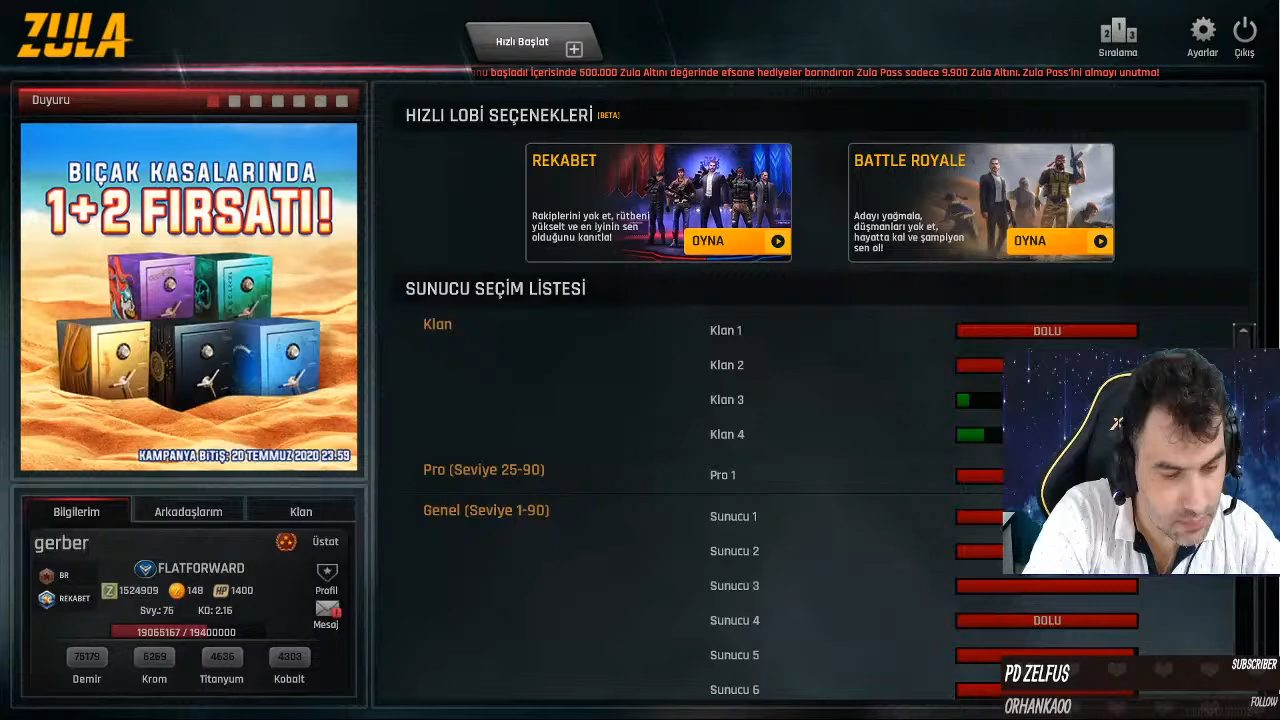 ZULA
Hızlı Başlat
Sıralama
Ayarlar
Çıkış
başladı! İçerisinde 500.000 Zula Altını değerinde efsane hediyeler barındıran Zula Pass sadece 9.900 Zula Altını. Zula Pass'ini almayı unutma!
Duyuru
BIÇAK KASALARINDA
1+2 FIRSATI!
KAMPANYA BİTİŞ: 20 TEMMUZ 2020 23.59
HIZLI LOBİ SEÇENEKLERİ [BETA]
REKABET
Rakiplerini yok et, rütbeni
yükselt ve en iyinin sen
olduğunu kanıtla!
OYNA
BATTLE ROYALE
Adayı yağmala,
düşmanları yok et,
hayatta kal ve şampiyon
sen ol!
OYNA
SUNUCU SEÇİM LİSTESİ
Klan
Klan 1
DOLU
Klan 2
Klan 3
Klan 4
Pro (Seviye 25-90)
Pro 1
Genel (Seviye 1-90)
Sunucu 1
Sunucu 2
Sunucu 3
Sunucu 4
DOLU
Sunucu 5
Sunucu 6
Bilgilerim
Arkadaşlarım
Klan
gerber
Üstat
FLATFORWARD
BR
1524909
148
HP 1400
Profil
REKABET
Svy.: 76
KO: 2.16
Mesaj
19065167 / 19400000
75179
6269
4636
4303
Demir
Krom
Titanyum
Kobalt
PD ZELFUS
SUBSCRIBER
ORHANKA00
FOLLOW